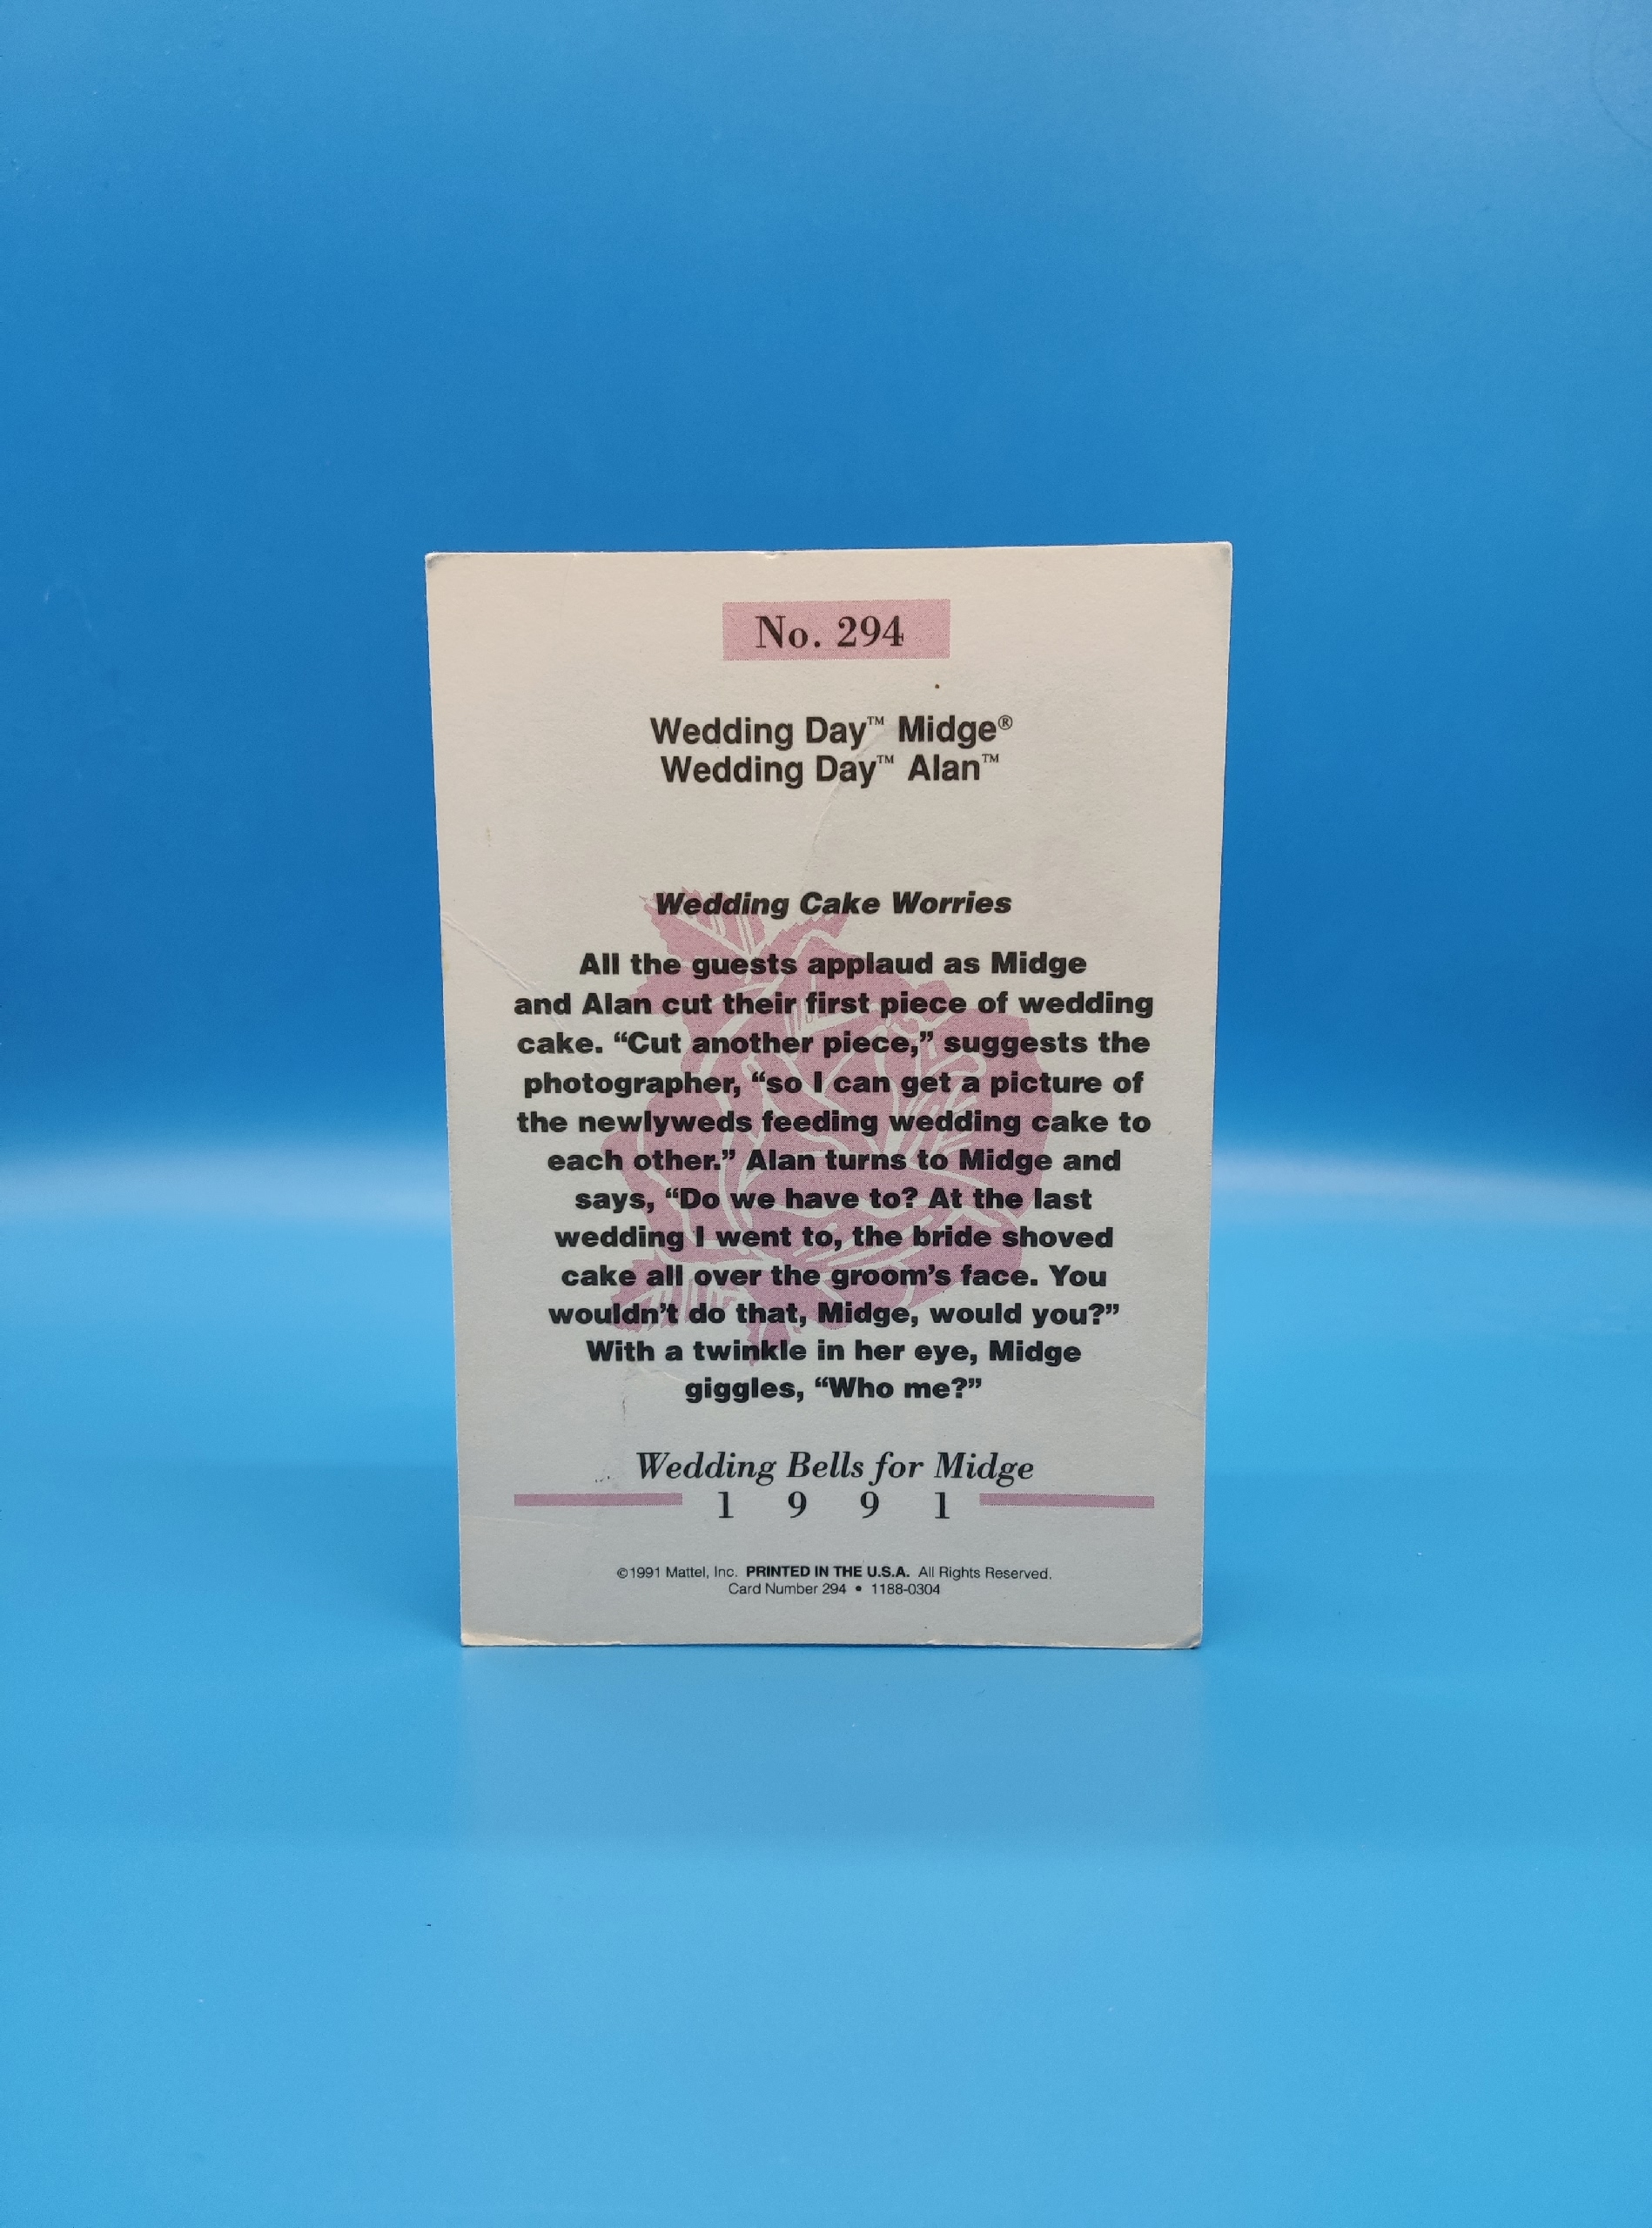 No. 294
Wedding Day™ Midge®
Wedding Day™ Alan™
Wedding Cake Worries
All the guests applaud as Midge
and Alan cut their first piece of wedding
cake. “Cut another piece,” suggests the
photographer, “so I can get a picture of
the newlyweds feeding wedding cake to
each other.” Alan turns to Midge and
says, “Do we have to? At the last
wedding I went to, the bride shoved
cake all over the groom’s face. You
wouldn’t do that, Midge, would you?”
With a twinkle in her eye, Midge
giggles, “Who me?”
Wedding Bells for Midge
1 9 9 1
©1991 Mattel, Inc. PRINTED IN THE U.S.A. All Rights Reserved.
Card Number 294 • 1188-0304